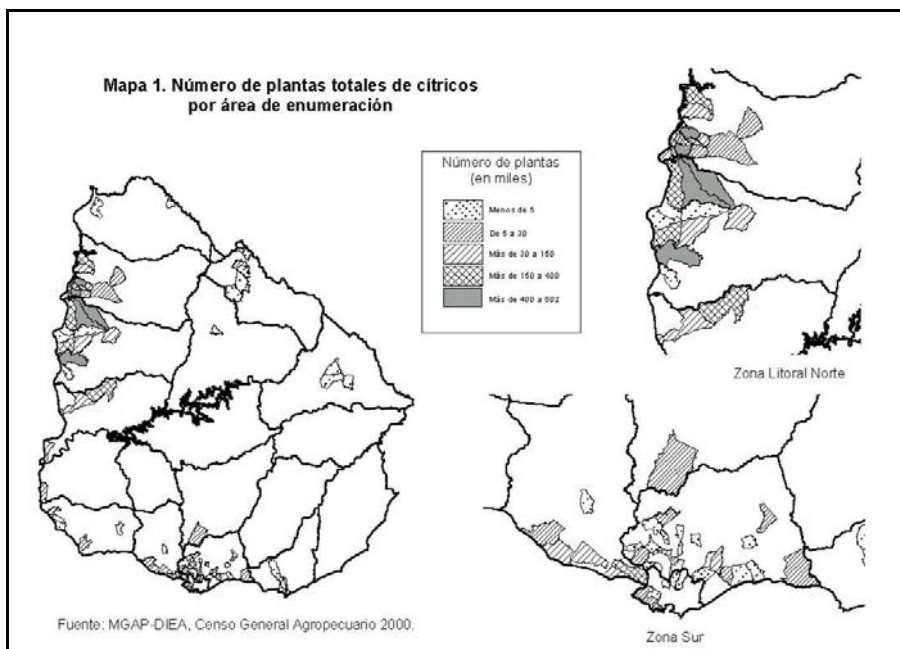 Mapa 1. Número de plantas totales de cítricos
por área de enumeración
Número de plantas
(en miles)
Menos de 5
De 5 a 30
Más de 30 a 150
Más de 150 a 400
Más de 400 a 602
Zona Litoral Norte
Zona Sur
Fuente: MGAP-DIEA, Censo General Agropecuario 2000.